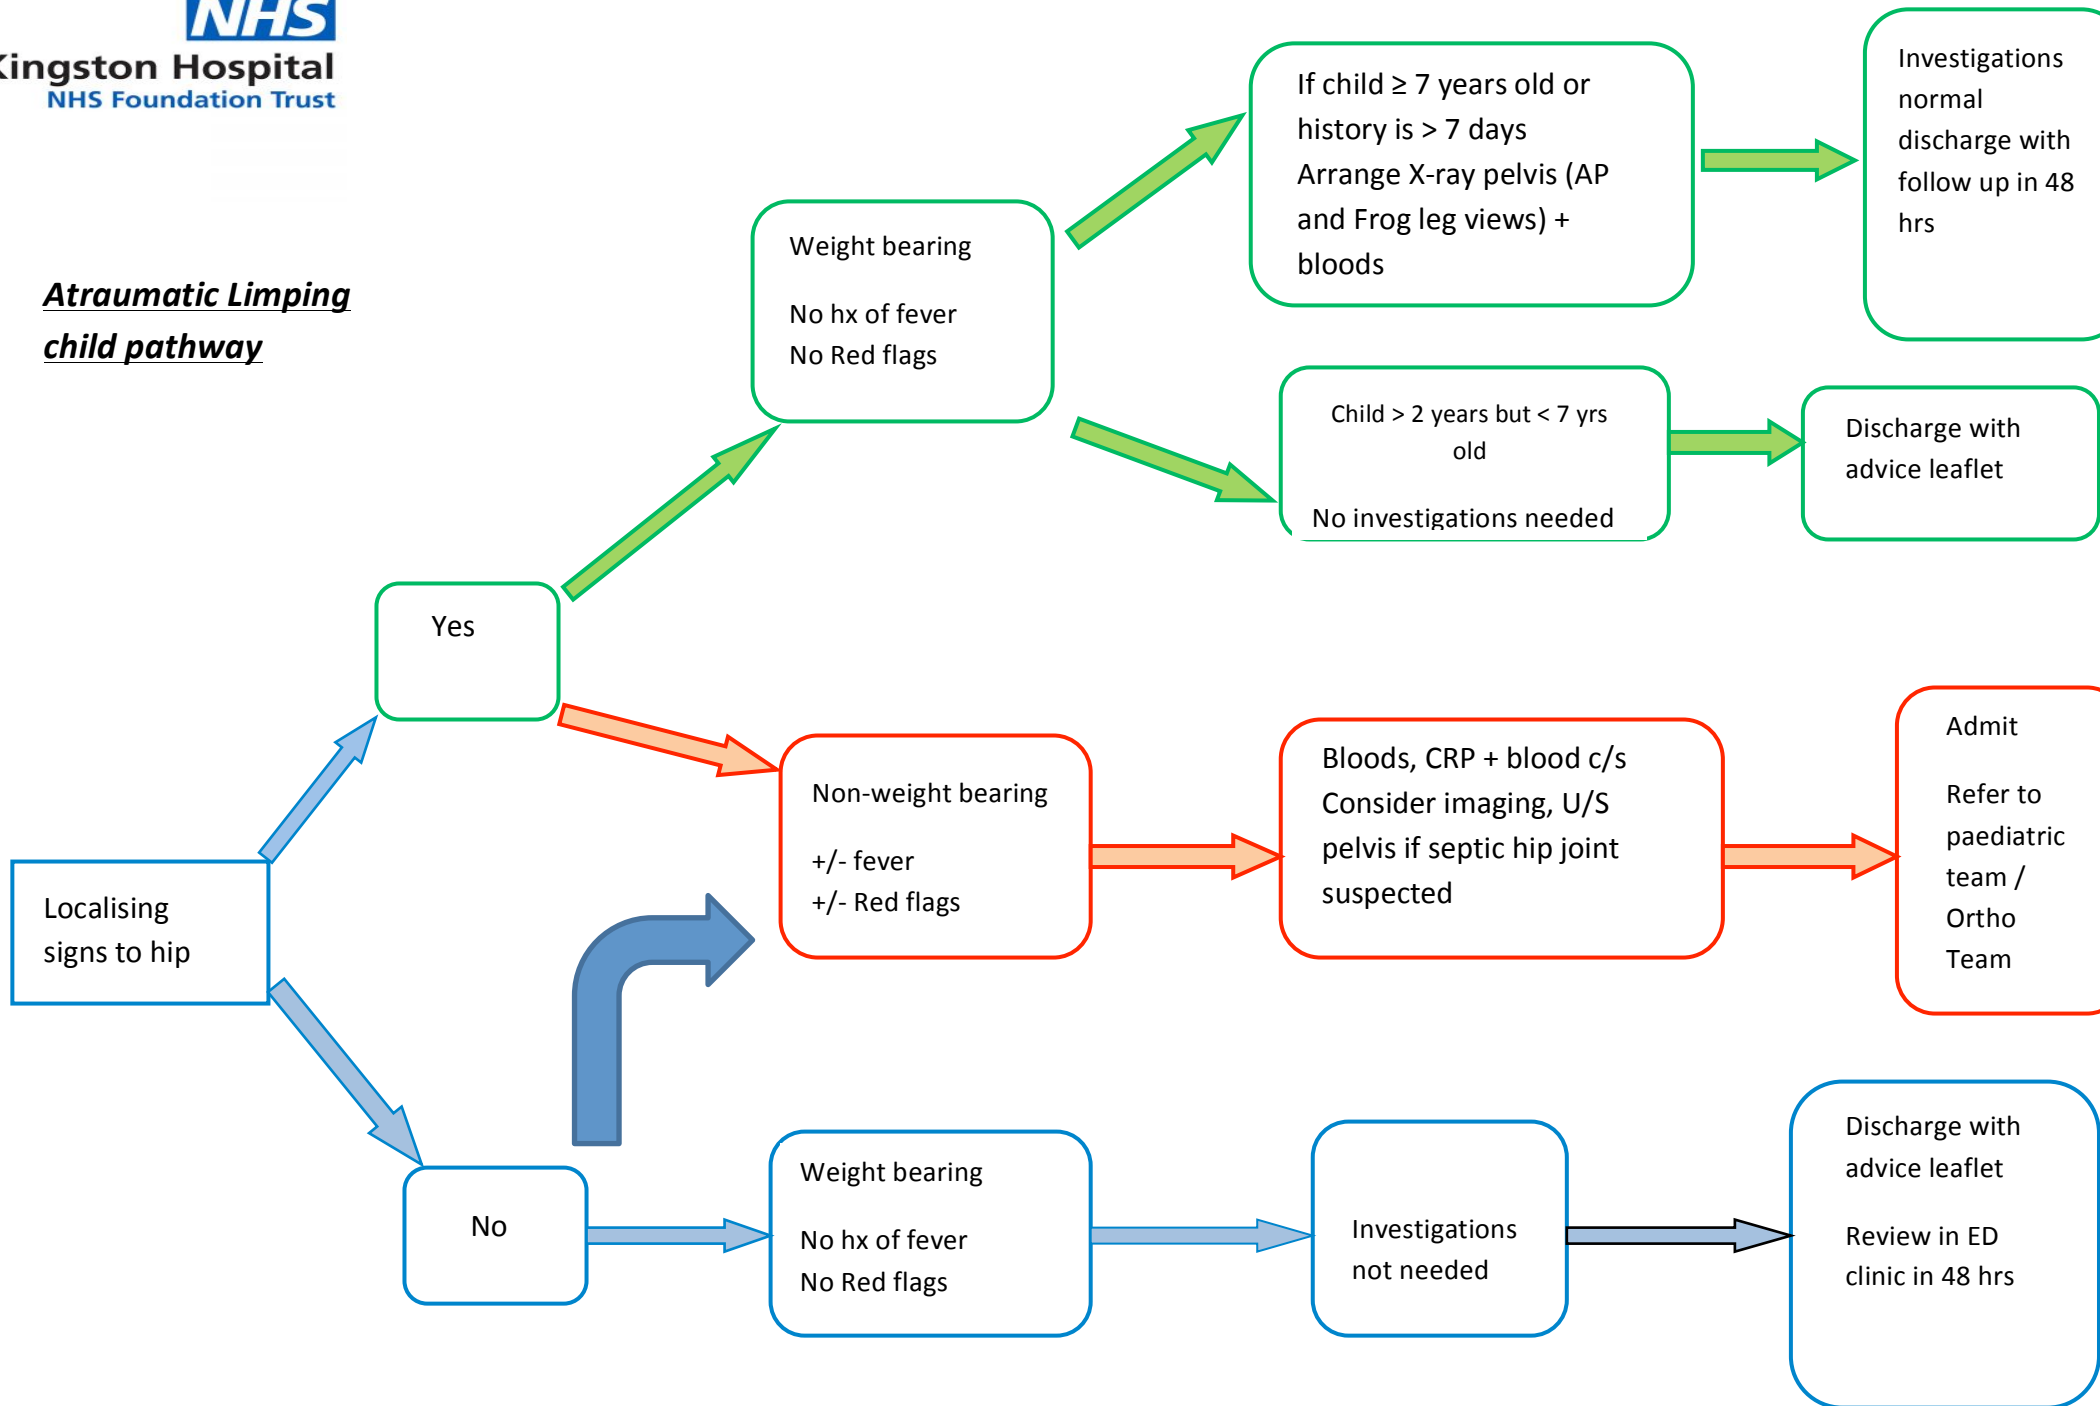 NHS
Kingston Hospital
NHS Foundation Trust
Atraumatic Limping
child pathway
Localising
signs to hip
Yes
Weight bearing
No hx of fever
No Red flags
If child ≥ 7 years old or
history is > 7 days
Arrange X-ray pelvis (AP
and Frog leg views) +
bloods
Investigations
normal
discharge with
follow up in 48
hrs
Child > 2 years but < 7 yrs
old
No investigations needed
Discharge with
advice leaflet
Non-weight bearing
+/- fever
+/- Red flags
Bloods, CRP + blood c/s
Consider imaging, U/S
pelvis if septic hip joint
suspected
Admit
Refer to
paediatric
team /
Ortho
Team
No
Weight bearing
No hx of fever
No Red flags
Investigations
not needed
Discharge with
advice leaflet
Review in ED
clinic in 48 hrs